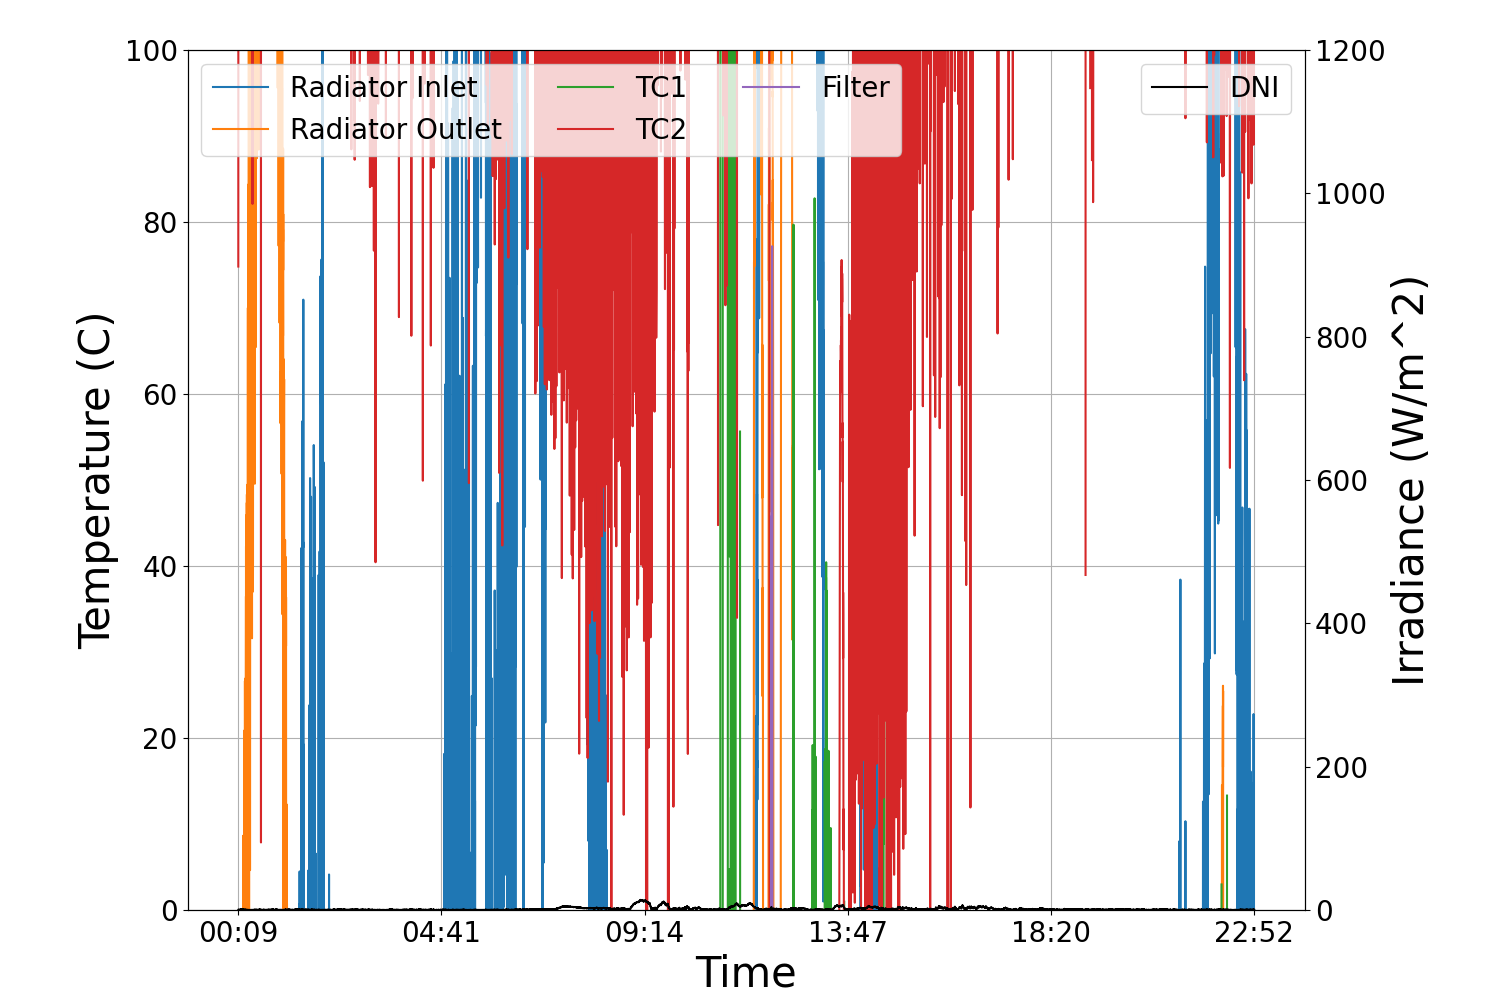 Radiator Inlet
Radiator Outlet
TC1
TC2
Filter
DNI
Temperature (C)
100
80
60
40
20
0
1200
1000
800
600
400
200
0
Irradiance (W/m^2)
00:09 04:41 09:14 13:47 18:20 22:52
Time